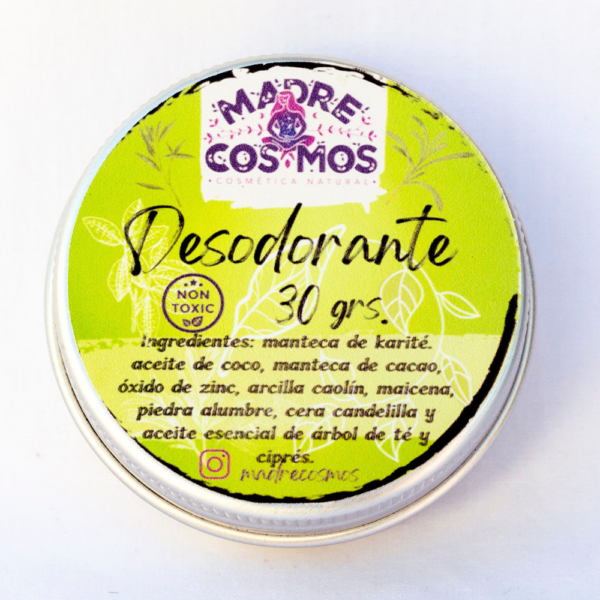 MADRE
COSMOS
• COSMÉTICA NATURAL •
Desodorante
NON
TOXIC
30 grs.
Ingredientes: manteca de karité.
aceite de coco, manteca de cacao,
óxido de zinc, arcilla caolín, maicena,
piedra alumbre, cera candelilla y
aceite esencial de árbol de té y
ciprés.
madrecosmos